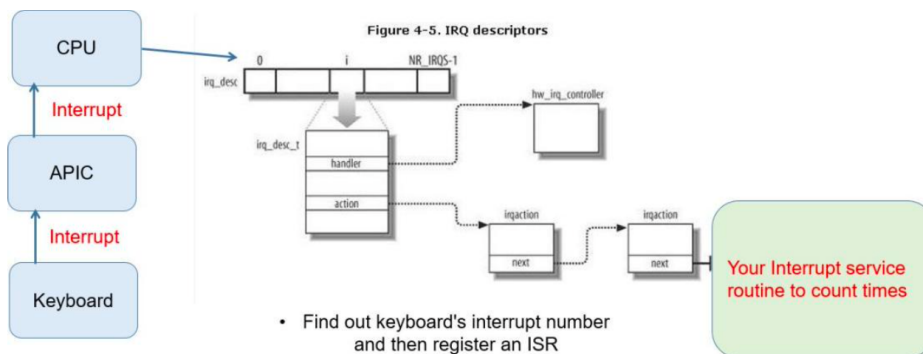 CPU
Interrupt
APIC
Interrupt
Keyboard
Figure 4-5. IRQ descriptors
0 i NR_IRQS-1
irq_desc
hw_irq_controller
irq_desc_t
handler
action
irqaction irqaction
next next
Your Interrupt service
routine to count times
• Find out keyboard's interrupt number
and then register an ISR